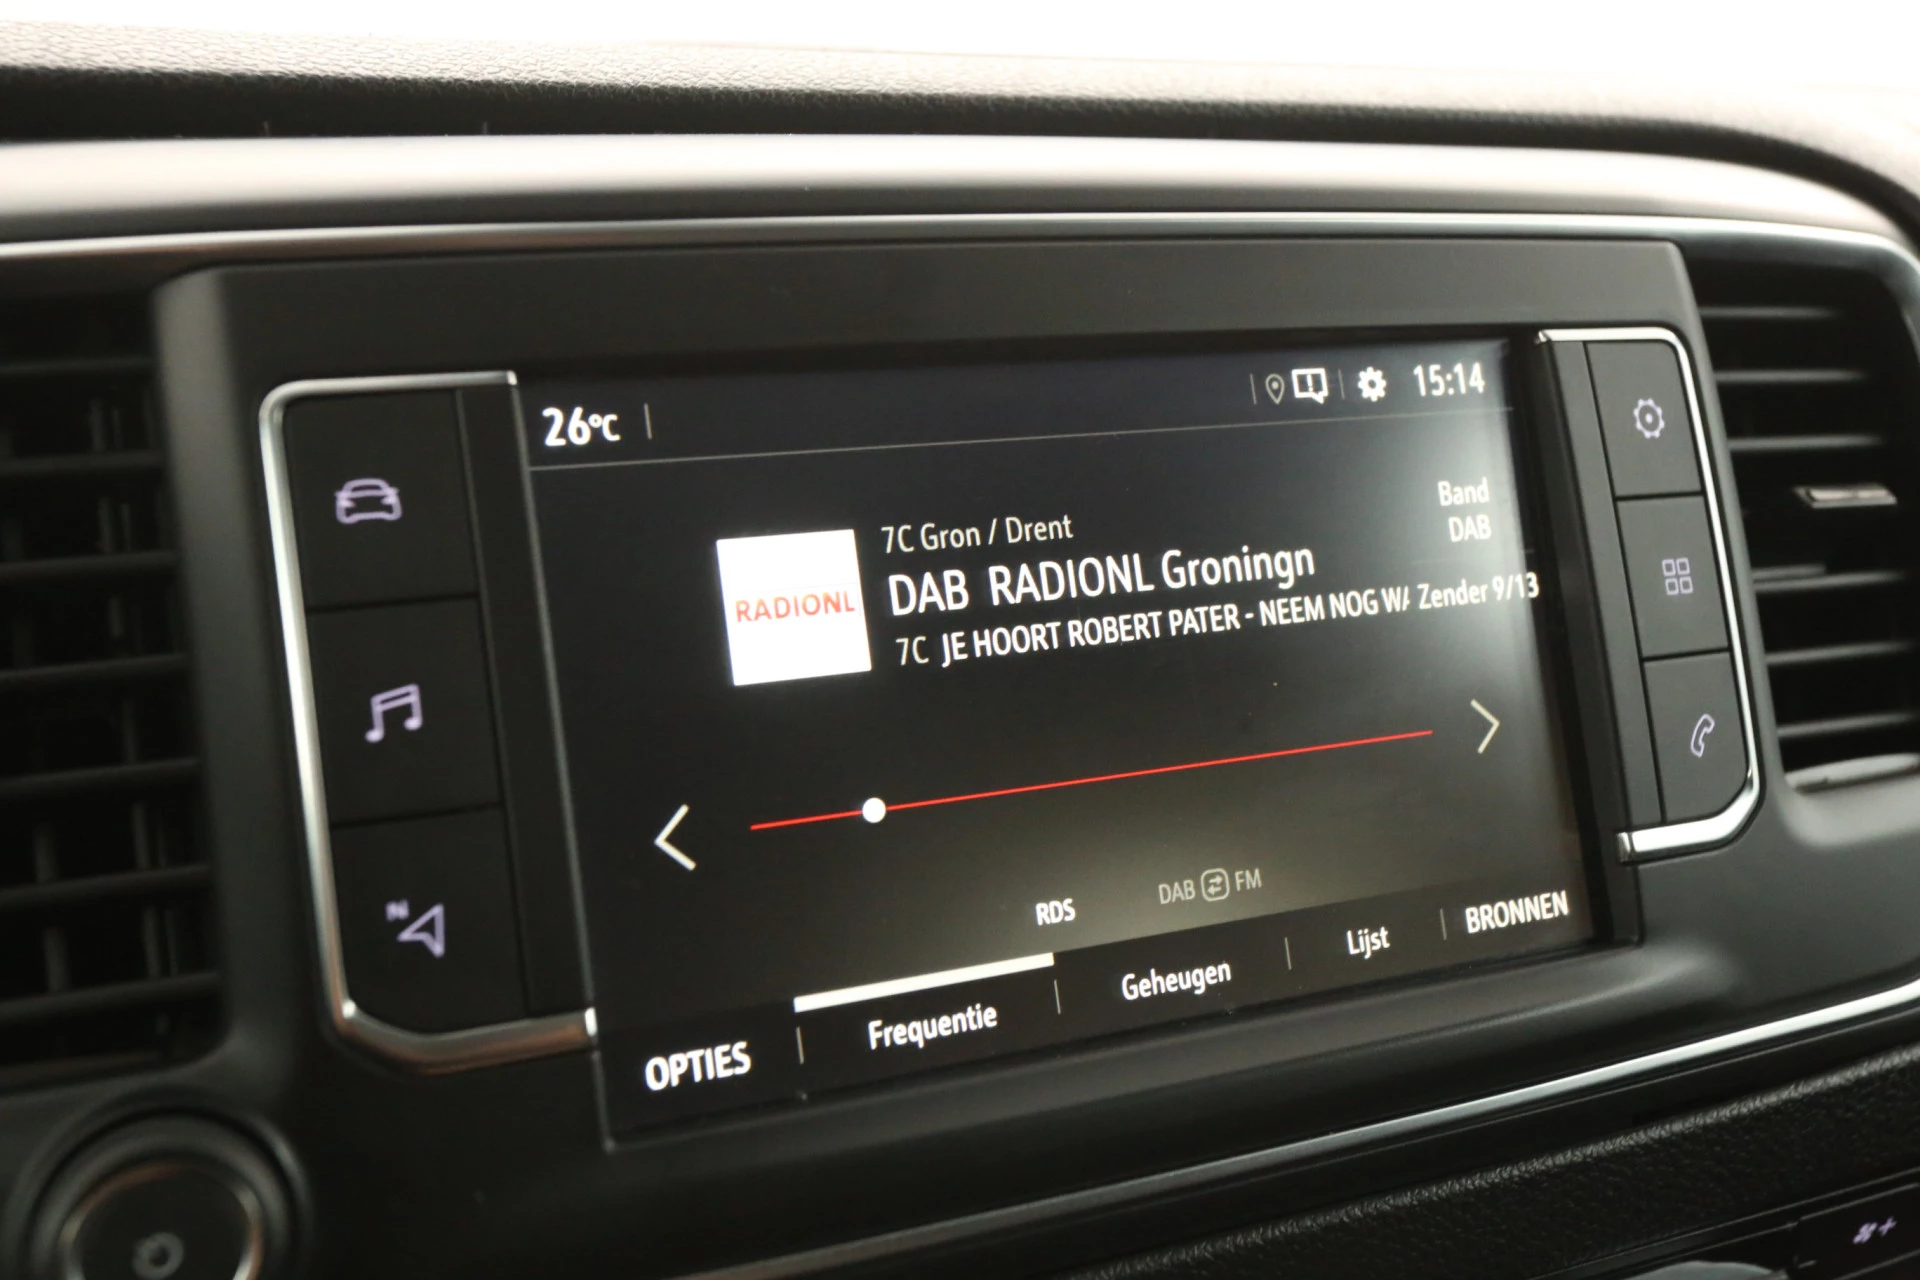 26°C
15:14
Band
DAB
7C Gron / Drent
DAB RADIONL Groningn
RADIONL
7C JE HOORT ROBERT PATER - NEEM NOG Zender 9/13
N
RDS
DAB FM
OPTIES
Frequentie
Geheugen
Lijst
BRONNEN